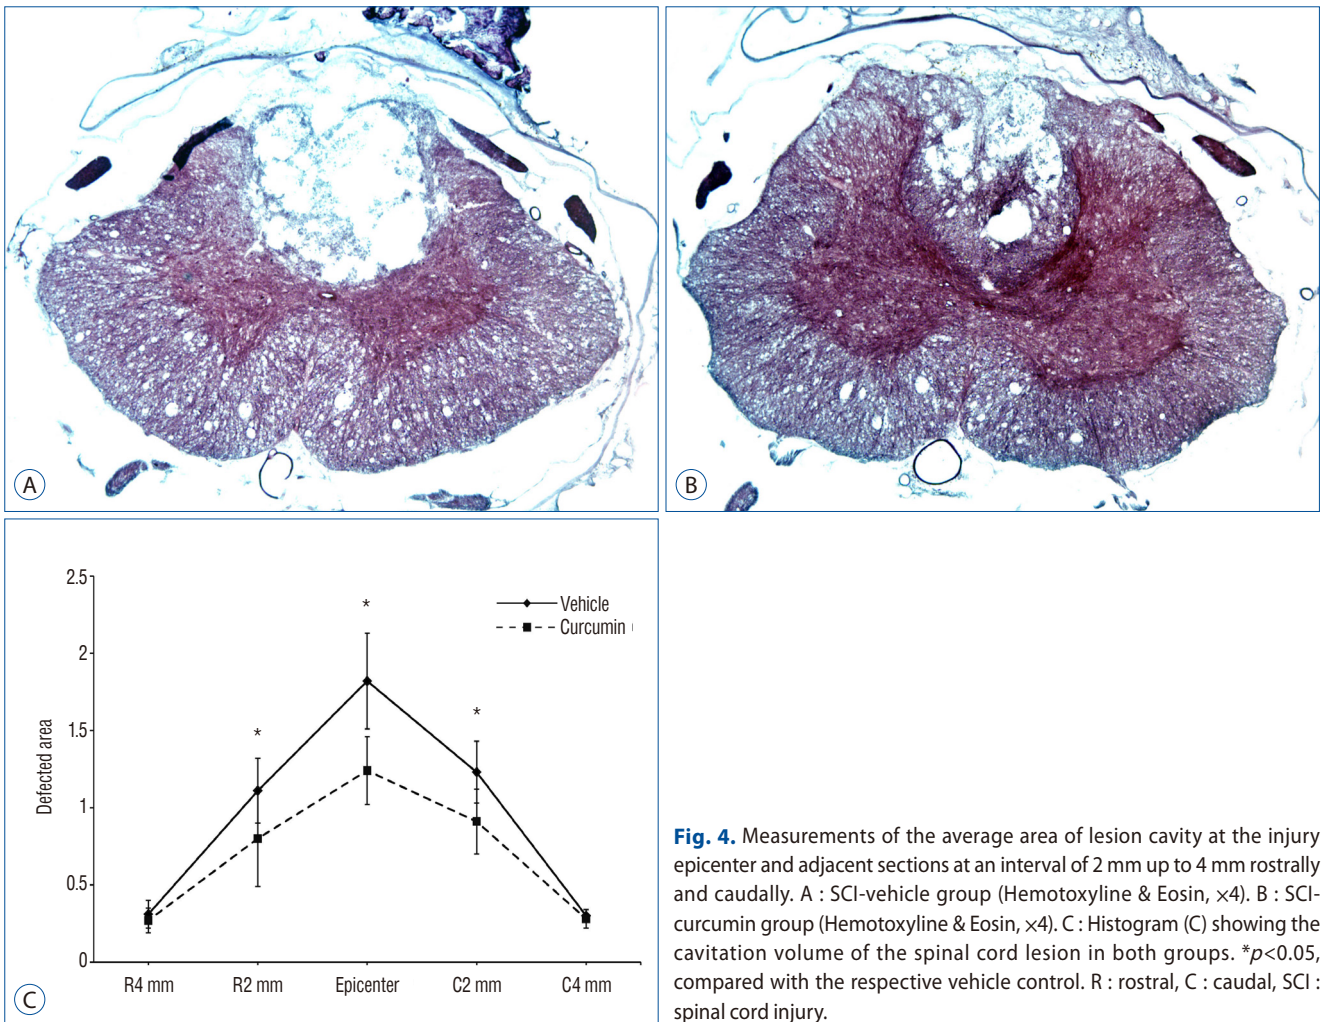 A
B
2.5
2
1.5
1
0.5
0
Defected area
*
*
*
Vehicle
Curcumin
R4 mm
R2 mm
Epicenter
C2 mm
C4 mm
C
Fig. 4. Measurements of the average area of lesion cavity at the injury
epicenter and adjacent sections at an interval of 2 mm up to 4 mm rostrally
and caudally. A : SCI-vehicle group (Hemotoxyline & Eosin, ×4). B : SCI-
curcumin group (Hemotoxyline & Eosin, ×4). C : Histogram (C) showing the
cavitation volume of the spinal cord lesion in both groups. *p<0.05,
compared with the respective vehicle control. R : rostral, C : caudal, SCI :
spinal cord injury.